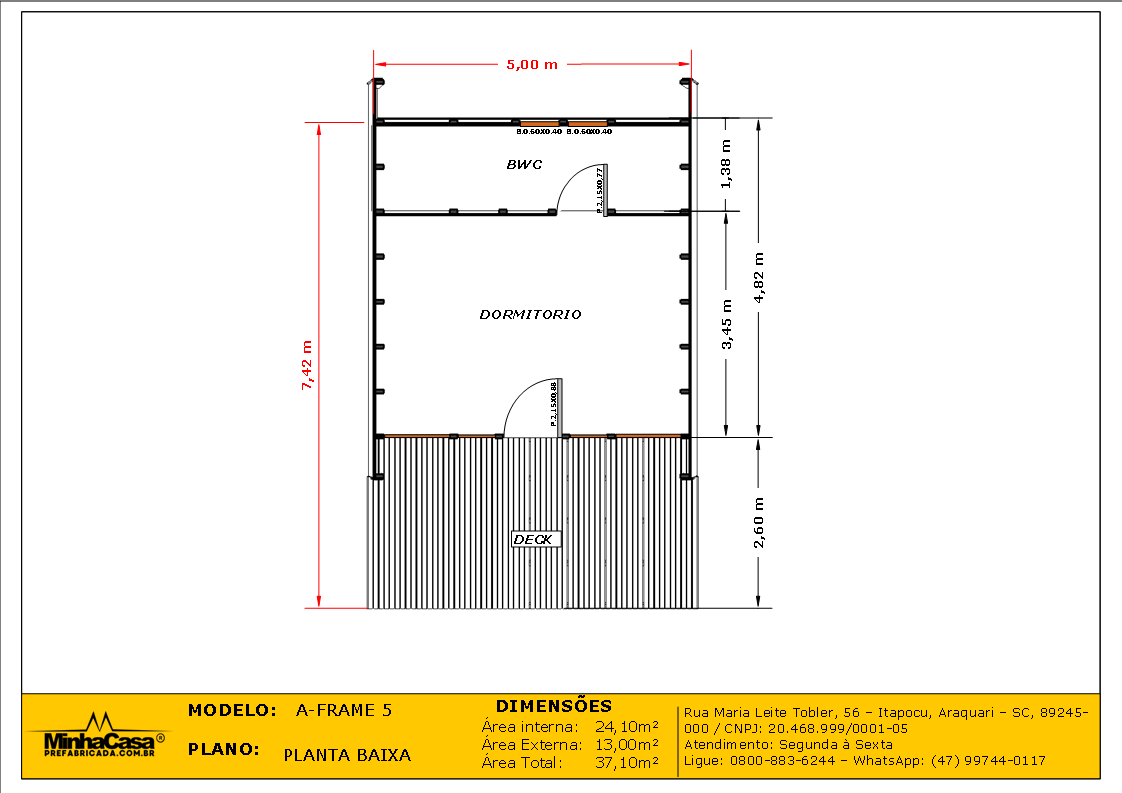 5,00 m
B.0.60X0.40 B.0.60X0.40
BWC
P.2,15X0,77
1,38 m
4,82 m
DORMITORIO
3,45 m
7,42 m
P.2,15X0,88
DECK
2,60 m
MinhaCasa®
PREFABRICADA.COM.BR
MODELO: A-FRAME 5
PLANO: PLANTA BAIXA
DIMENSÕES
Área interna: 24,10m²
Área Externa: 13,00m²
Área Total: 37,10m²
Rua Maria Leite Tobler, 56 – Itapocu, Araquari – SC, 89245-
000 / CNPJ: 20.468.999/0001-05
Atendimento: Segunda à Sexta
Ligue: 0800-883-6244 – WhatsApp: (47) 99744-0117